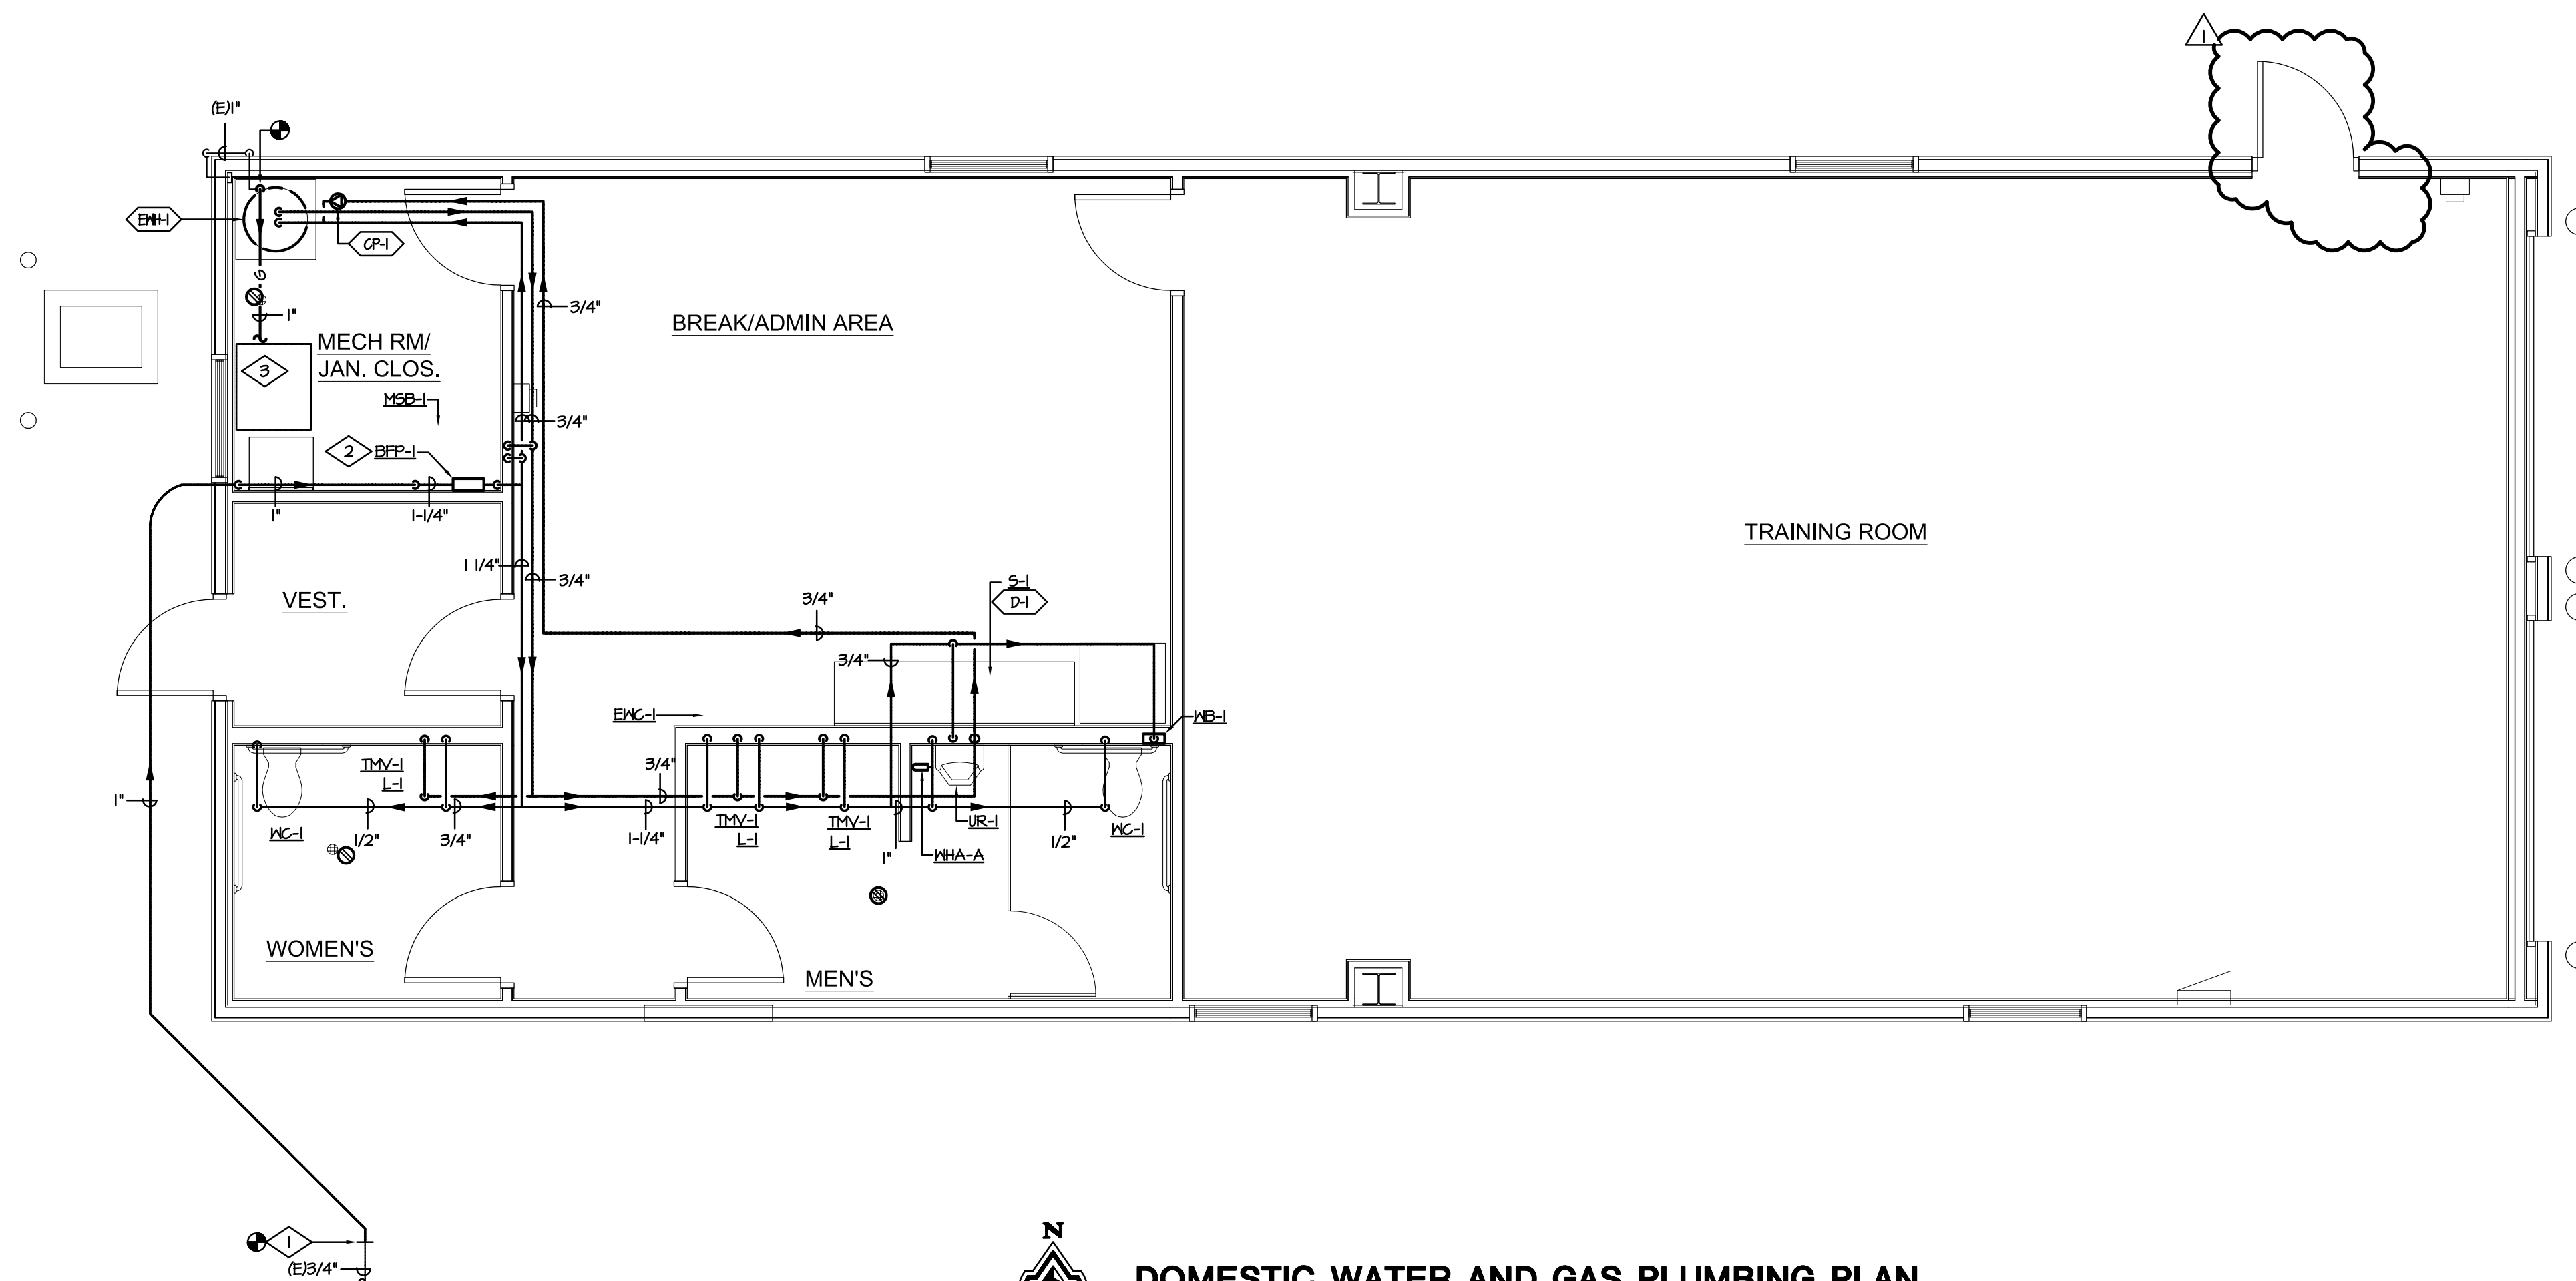 1
(E)1"
EWH-1
CP-1
G
1"
3/4"
BREAK/ADMIN AREA
MECH RM/
JAN. CLOS.
3
MSB-1
3/4"
2
BFP-1
1"
1-1/4"
TRAINING ROOM
1 1/4"
3/4"
VEST.
3/4"
S-1
D-1
3/4"
EWC-1
WB-1
TMV-1
L-1
3/4"
1"
WC-1
1/2"
3/4"
1-1/4"
TMV-1
L-1
TMV-1
L-1
1"
UR-1
WHA-A
1/2"
WC-1
WOMEN'S
MEN'S
1
(E)3/4"
N
DOMESTIC WATER AND GAS PLUMBING PLAN